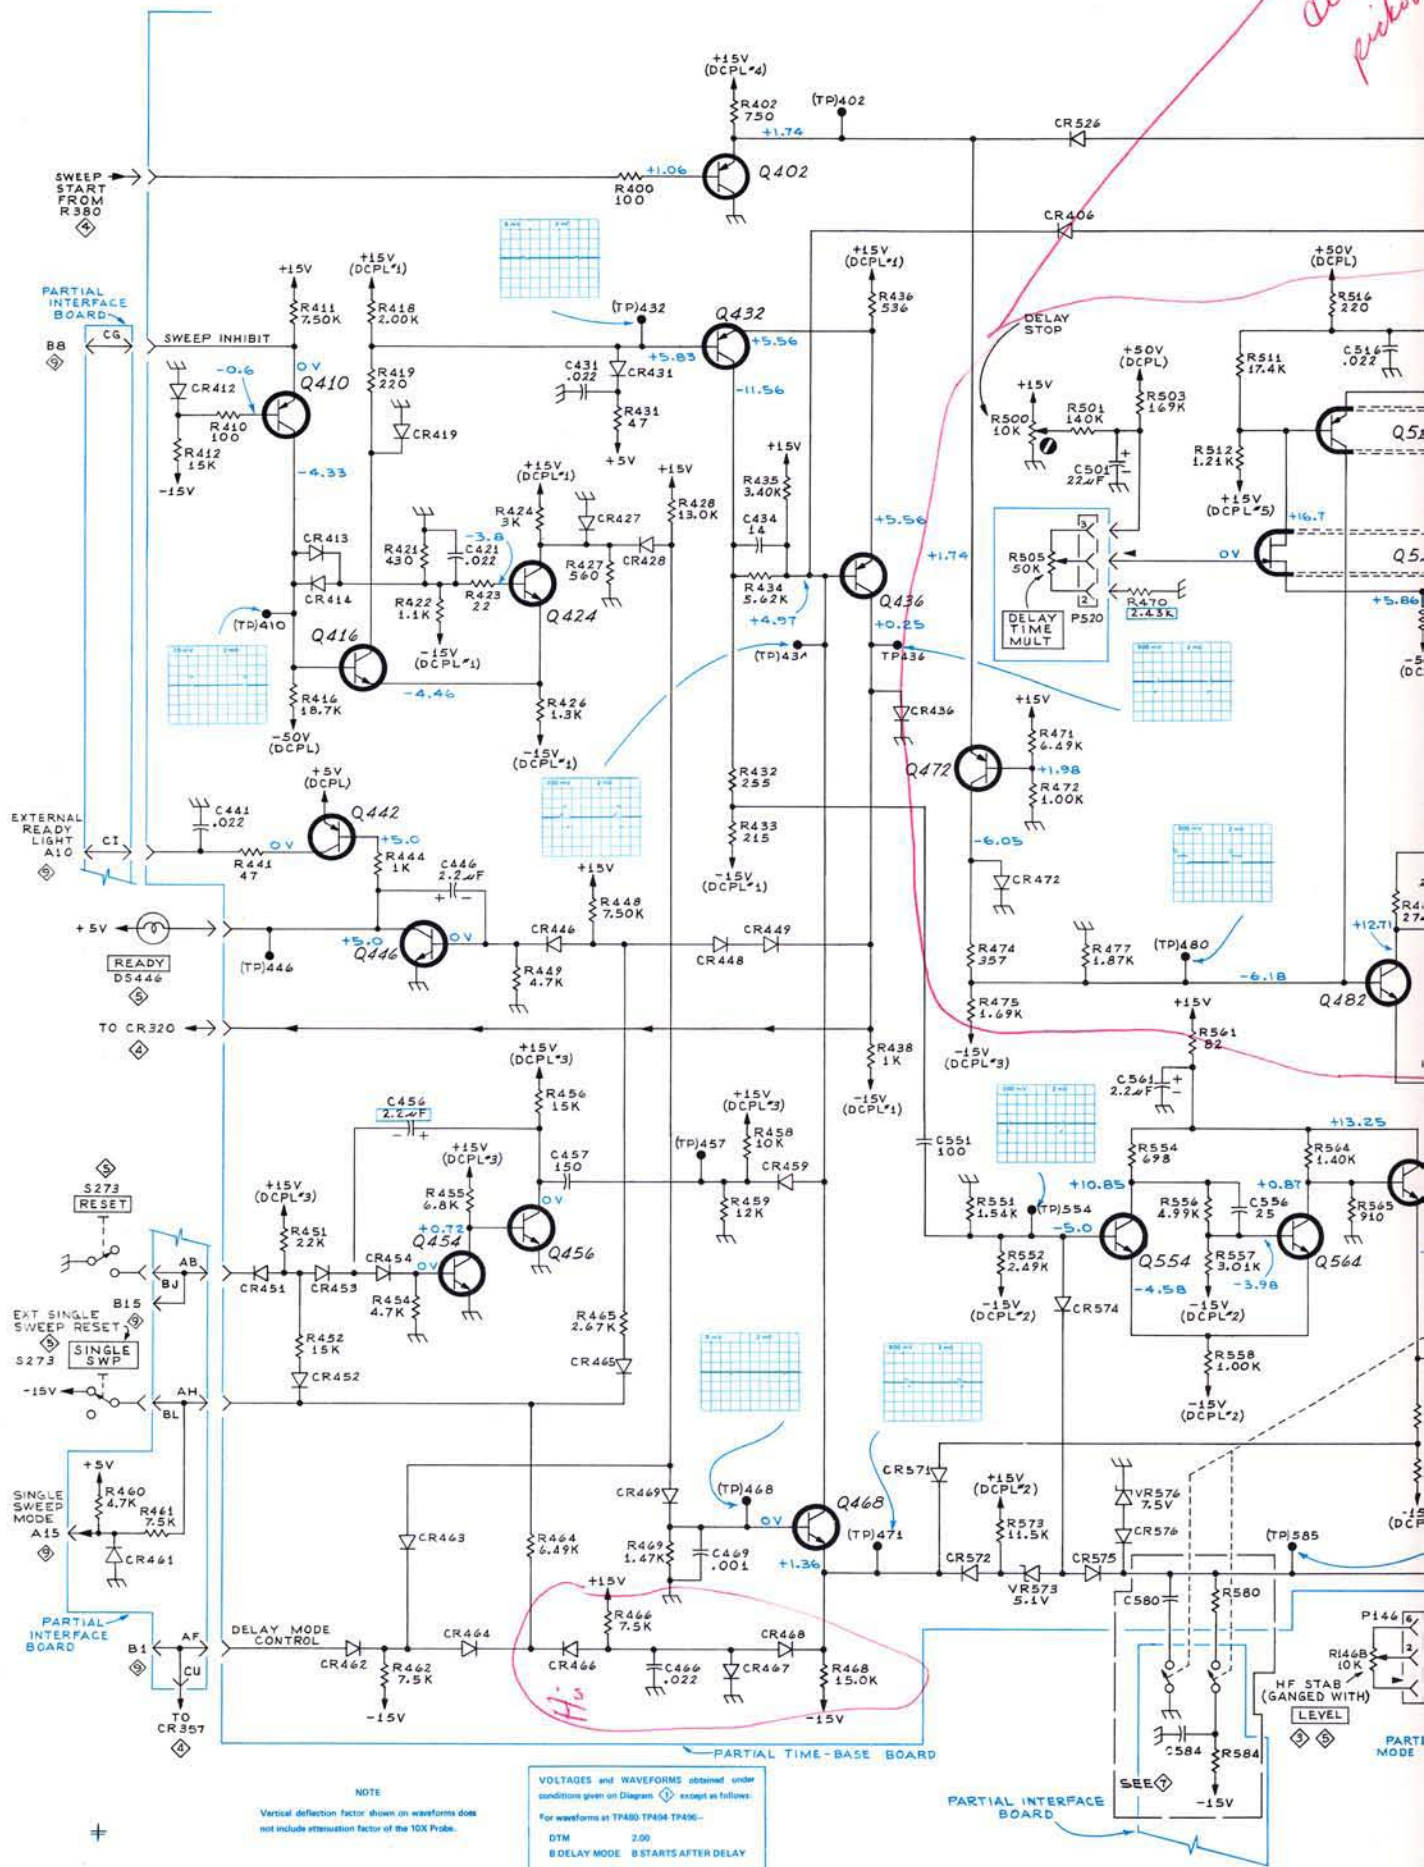 +15V
(DCPL#4)
R402
750
(TP)402
+1.74
CR526
SWEEP
START
FROM
R380
4
R400
100
+1.06
Q402
CR406
+15V
+15V
(DCPL#1)
+15V
(DCPL#1)
+50V
(DCPL)
PARTIAL
INTERFACE
BOARD
R411
7.50K
R418
2.00K
(TP)432
Q432
R436
536
DELAY
STOP
R516
220
B8
9
CG
SWEEP INHIBIT
+5.83
+5.56
C516
.022
-0.6
0V
Q410
R419
220
C431
.022
CR431
-11.56
+50V
(DCPL)
R511
17.4K
CR412
R410
100
CR419
R431
47
+5V
+15V
R500
10K
R501
140K
R503
169K
R412
15K
-15V
-4.33
C501
22µF
R512
1.21K
+15V
(DCPL#5)
+15V
(DCPL#1)
+15V
R428
13.0K
+15V
R435
3.40K
R424
3K
CR427
C434
14
+5.56
CR413
R421
430
C421
.022
-3.8
R427
560
CR428
+1.74
R505
50K
3
2
0V
+16.7
CR414
R422
1.1K
R423
22
Q424
R434
5.62K
+4.97
Q436
+0.25
TP436
DELAY
TIME
MULT
P520
R470
2.43K
+5.86
(TP)410
Q416
-15V
(DCPL#1)
R416
18.7K
-4.46
R426
1.3K
-50V
(DCPL)
-15V
(DCPL#1)
CR436
+15V
R471
6.49K
+5V
(DCPL)
Q442
R432
255
Q472
+1.98
R472
1.00K
EXTERNAL
READY
LIGHT
A10
9
CI
C441
.022
R441
47
0V
+5.0
R444
1K
C446
2.2µF
R433
215
-15V
(DCPL#1)
-6.05
CR472
+15V
R448
7.50K
+5V
READY
DS446
5
(TP)446
+5.0
Q446
0V
CR446
R449
4.7K
CR448
CR449
R474
357
R477
1.87K
(TP)480
-6.18
+12.71
Q482
TO CR320
4
R475
1.69K
-15V
(DCPL#3)
+15V
R561
82
R438
1K
-15V
(DCPL#1)
+15V
(DCPL#3)
R456
15K
C456
2.2µF
C561
2.2µF
+15V
(DCPL#3)
R458
10K
(TP)457
C457
150
CR459
C551
100
+13.25
R554
698
R564
1.40K
5
S273
RESET
+15V
(DCPL#3)
R451
22K
+15V
(DCPL#3)
R455
6.8K
0V
R459
12K
R551
1.54K
(TP)554
+10.85
R556
4.99K
C556
25
+0.87
R565
910
+0.72
Q454
Q456
-5.0
Q554
Q564
AB
BJ
CR451
CR453
CR454
0V
R454
4.7K
R552
2.49K
-15V
(DCPL#2)
-4.58
R557
3.01K
-15V
(DCPL#2)
-3.98
B15
9
EXT SINGLE
SWEEP RESET
5
S273
SINGLE
SWP
R452
15K
CR452
R465
2.67K
CR465
CR574
R558
1.00K
-15V
(DCPL#2)
-15V
AH
BL
+5V
SINGLE
SWEEP
MODE
A15
9
R460
4.7K
R461
7.5K
CR461
CR463
R464
6.49K
CR469
(TP)468
Q468
0V
(TP)471
CR571
+15V
(DCPL#2)
R573
11.5K
VR576
7.5V
CR576
(TP)585
R469
1.47K
C469
.001
+1.36
CR572
VR573
5.1V
CR575
C580
R580
PARTIAL
INTERFACE
BOARD
B1
9
AF
CU
TO
CR357
4
DELAY MODE
CONTROL
CR462
R462
7.5K
-15V
CR464
+15V
R466
7.5K
CR466
C466
.022
CR467
CR468
R468
15.0K
-15V
P146
6
2
R146B
10K
HF STAB
(GANGED WITH)
LEVEL
3 5
C584
R584
-15V
SEE 7
PARTIAL TIME-BASE BOARD
PARTIAL INTERFACE
BOARD
NOTE
Vertical deflection factor shown on waveforms does
not include attenuation factor of the 10X Probe.
VOLTAGES and WAVEFORMS obtained under
conditions given on Diagram 1 except as follows:
For waveforms at TP480-TP494-TP496--
DTM 2.00
B DELAY MODE B STARTS AFTER DELAY